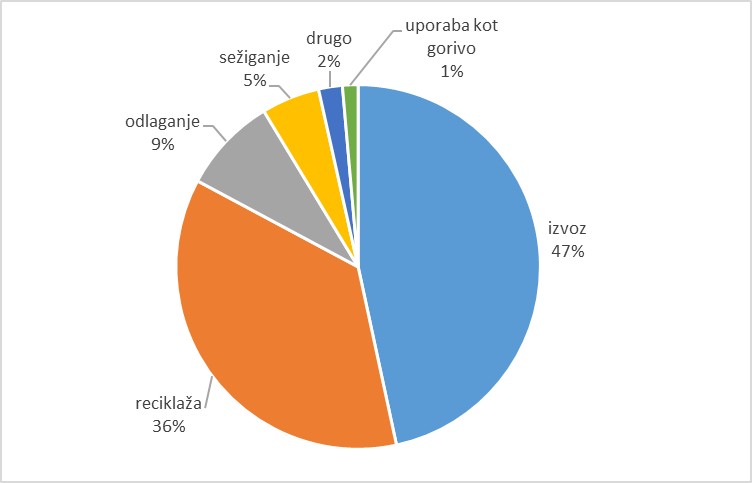 uporaba kot
gorivo
1%
drugo
2%
sežiganje
5%
odlaganje
9%
izvoz
47%
reciklaža
36%